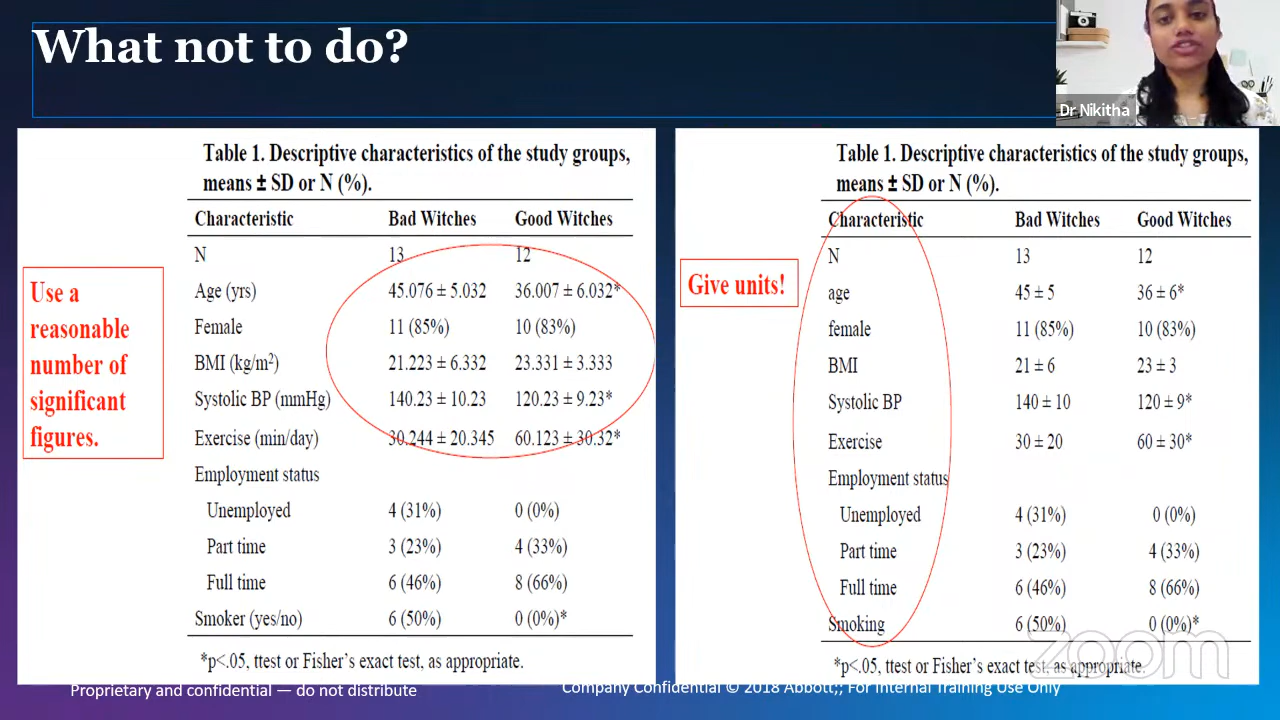 What not to do?
Dr Nikitha
Table 1. Descriptive characteristics of the study groups,
means ± SD or N (%).
Characteristic Bad Witches Good Witches
N 13 12
Age (yrs) 45.076 ± 5.032 36.007 ± 6.032*
Female 11 (85%) 10 (83%)
BMI (kg/m²) 21.223 ± 6.332 23.331 ± 3.333
Systolic BP (mmHg) 140.23 ± 10.23 120.23 ± 9.23*
Exercise (min/day) 30.244 ± 20.345 60.123 ± 30.32*
Employment status
Unemployed 4 (31%) 0 (0%)
Part time 3 (23%) 4 (33%)
Full time 6 (46%) 8 (66%)
Smoker (yes/no) 6 (50%) 0 (0%)*
*p<.05, ttest or Fisher's exact test, as appropriate.
Use a
reasonable
number of
significant
figures.
Table 1. Descriptive characteristics of the study groups,
means ± SD or N (%).
Characteristic Bad Witches Good Witches
N 13 12
age 45 ± 5 36 ± 6*
female 11 (85%) 10 (83%)
BMI 21 ± 6 23 ± 3
Systolic BP 140 ± 10 120 ± 9*
Exercise 30 ± 20 60 ± 30*
Employment status
Unemployed 4 (31%) 0 (0%)
Part time 3 (23%) 4 (33%)
Full time 6 (46%) 8 (66%)
Smoking 6 (50%) 0 (0%)*
*p<.05, ttest or Fisher's exact test, as appropriate.
Give units!
zoom
Proprietary and confidential — do not distribute
Company Confidential © 2018 Abbott;; For Internal Training Use Only